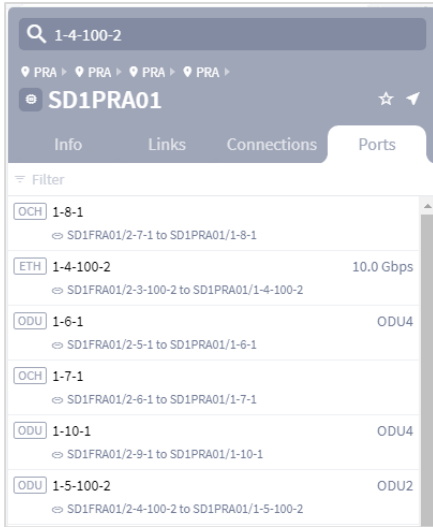 1-4-100-2
PRA PRA PRA PRA
SD1PRA01
Info Links Connections Ports
Filter
OCH 1-8-1
SD1FRA01/2-7-1 to SD1PRA01/1-8-1
ETH 1-4-100-2 10.0 Gbps
SD1FRA01/2-3-100-2 to SD1PRA01/1-4-100-2
ODU 1-6-1 ODU4
SD1FRA01/2-5-1 to SD1PRA01/1-6-1
OCH 1-7-1
SD1FRA01/2-6-1 to SD1PRA01/1-7-1
ODU 1-10-1 ODU4
SD1FRA01/2-9-1 to SD1PRA01/1-10-1
ODU 1-5-100-2 ODU2
SD1FRA01/2-4-100-2 to SD1PRA01/1-5-100-2